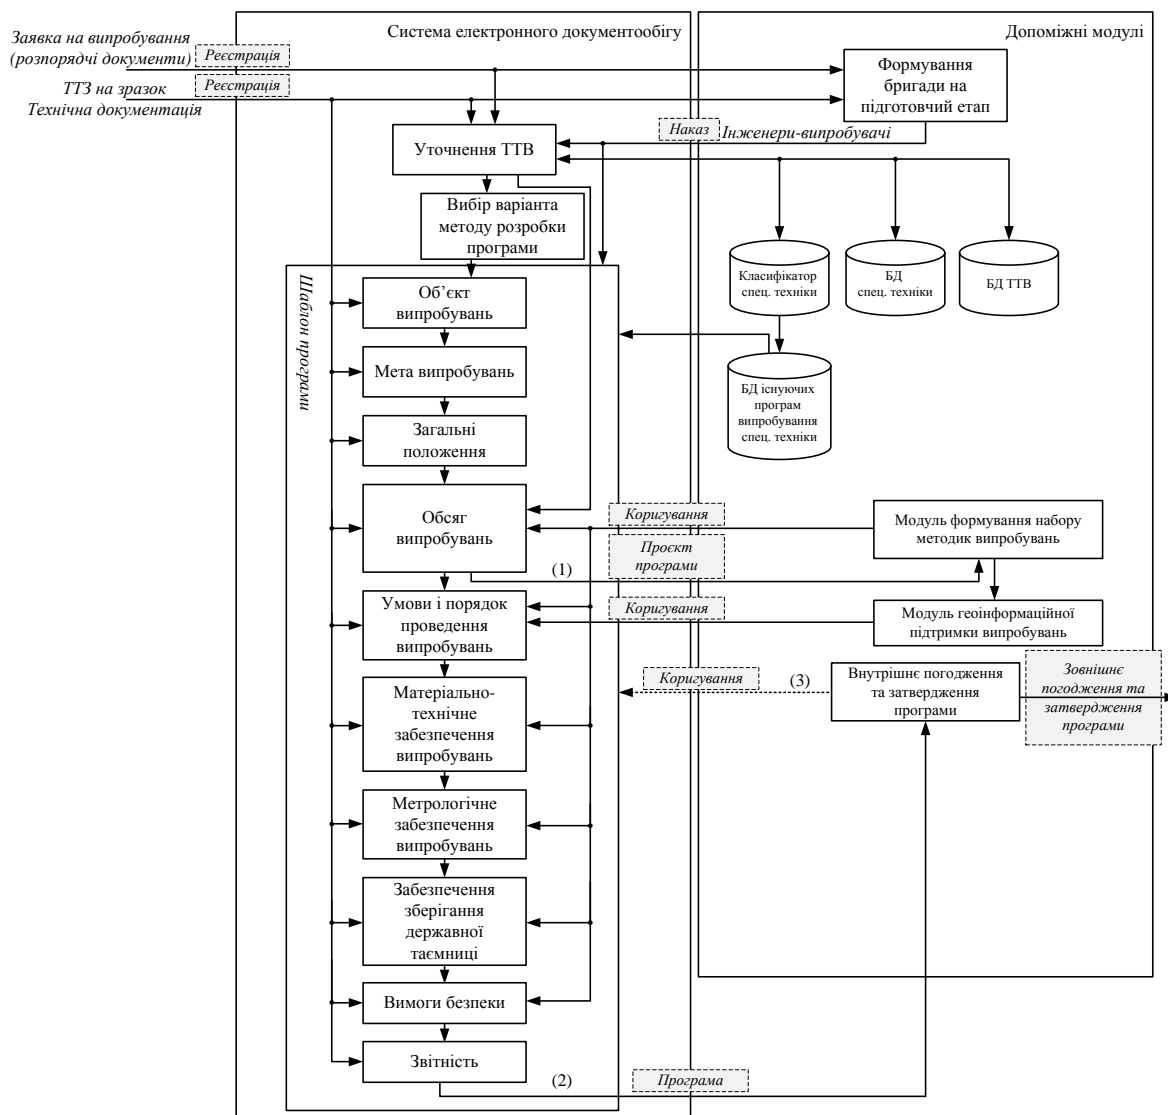 Система електронного документообігу
Допоміжні модулі
Заявка на випробування
(розпорядчі документи)
Реєстрація
ТТЗ на зразок
Технічна документація
Реєстрація
Формування
бригади на
підготовчий етап
Наказ
Інженери-випробувачі
Уточнення ТТВ
Вибір варіанта
методу розробки
програми
Шаблон програми
Класифікатор
спец. техніки
БД
спец. техніки
БД ТТВ
БД існуючих
програм
випробування
спец. техніки
Об’єкт
випробувань
Мета випробувань
Загальні
положення
Обсяг
випробувань
Коригування
Модуль формування набору
методик випробувань
Проєкт
програми
(1)
Умови і порядок
проведення
випробувань
Коригування
Модуль геоінформаційної
підтримки випробувань
Матеріально-
технічне
забезпечення
випробувань
Коригування
(3)
Внутрішнє погодження
та затвердження
програми
Зовнішнє
погодження та
затвердження
програми
Метрологічне
забезпечення
випробувань
Забезпечення
зберігання
державної
таємниці
Вимоги безпеки
Звітність
(2)
Програма